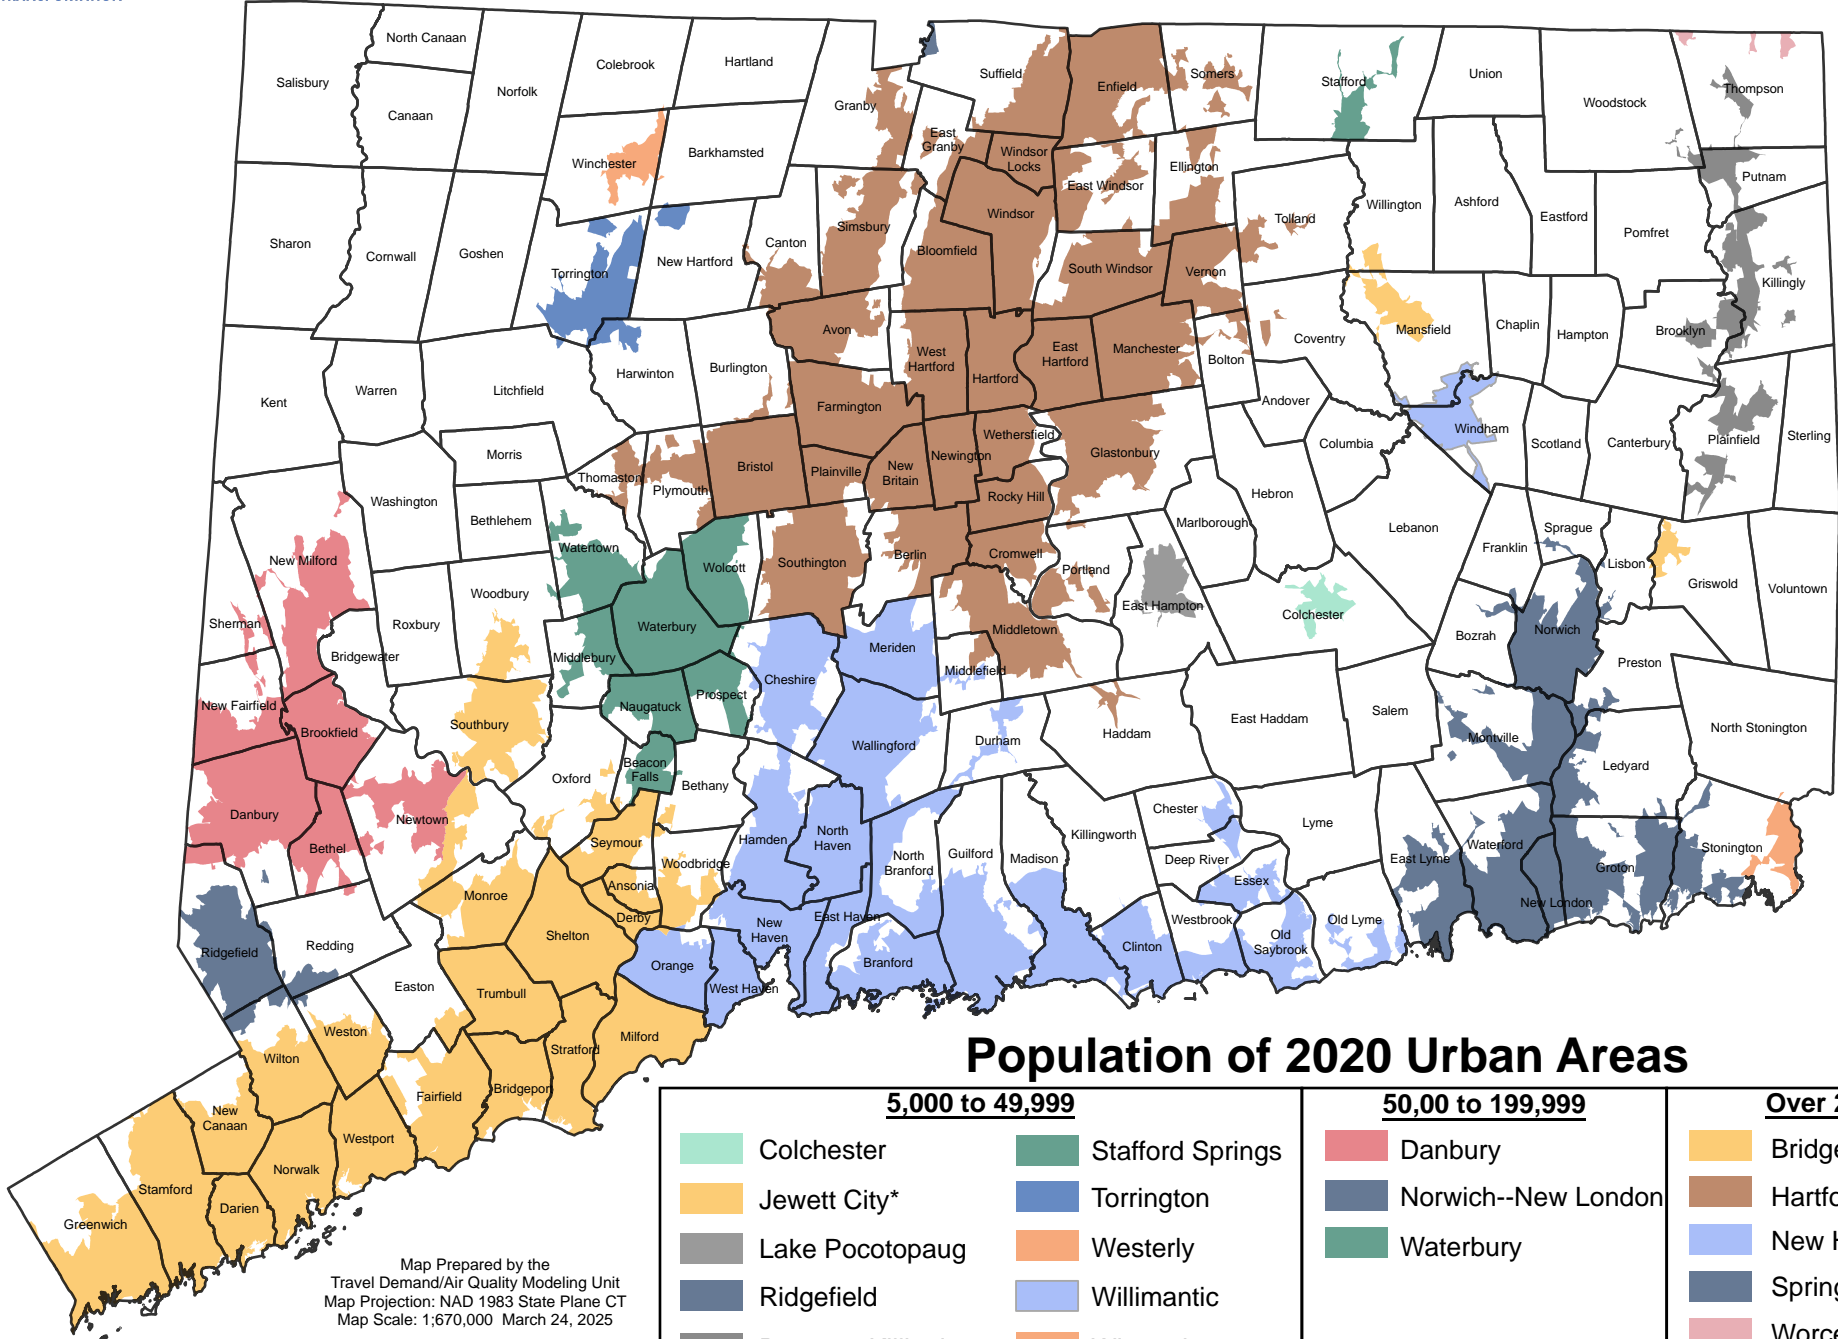 North Canaan
Salisbury
Canaan
Norfolk
Colebrook
Hartland
Granby
Suffield
Enfield
Somers
Stafford
Union
Woodstock
Thompson
Winchester
Barkhamsted
East
Granby
Windsor
Locks
East Windsor
Ellington
Putnam
Sharon
Cornwall
Goshen
Torrington
New Hartford
Canton
Simsbury
Bloomfield
Windsor
South Windsor
Vernon
Tolland
Willington
Ashford
Eastford
Pomfret
Killingly
Kent
Warren
Litchfield
Harwinton
Burlington
Avon
West
Hartford
Hartford
East
Hartford
Manchester
Bolton
Coventry
Mansfield
Chaplin
Hampton
Brooklyn
Farmington
Andover
Columbia
Windham
Scotland
Canterbury
Plainfield
Sterling
Morris
Washington
Bethlehem
Thomaston
Plymouth
Bristol
Plainville
New
Britain
Newington
Wethersfield
Rocky Hill
Glastonbury
Marlborough
Hebron
Lebanon
Franklin
Sprague
Lisbon
Griswold
Voluntown
New Milford
Watertown
Wolcott
Southington
Berlin
Cromwell
Portland
East Hampton
Colchester
Bozrah
Norwich
Preston
Sherman
Bridgewater
Roxbury
Woodbury
Middlebury
Waterbury
Cheshire
Meriden
Middlefield
Middletown
New Fairfield
Brookfield
Southbury
Naugatuck
Prospect
Wallingford
Durham
Haddam
East Haddam
Salem
Montville
Ledyard
North Stonington
Danbury
Bethel
Newtown
Oxford
Beacon
Falls
Bethany
Seymour
Hamden
North
Haven
North
Branford
Guilford
Madison
Killingworth
Chester
Deep River
Essex
Lyme
East Lyme
Waterford
New London
Groton
Stonington
Ridgefield
Redding
Monroe
Ansonia
Derby
Woodbridge
Shelton
Orange
New
Haven
East Haven
West Haven
Branford
Clinton
Westbrook
Old
Saybrook
Old Lyme
Easton
Trumbull
Weston
Wilton
Fairfield
Bridgepor
Stratford
Milford
New
Canaan
Westport
Norwalk
Stamford
Darien
Greenwich
Map Prepared by the
Travel Demand/Air Quality Modeling Unit
Map Projection: NAD 1983 State Plane CT
Map Scale: 1;670,000  March 24, 2025
Population of 2020 Urban Areas
5,000 to 49,999
Colchester
Jewett City*
Lake Pocotopaug
Ridgefield
Stafford Springs
Torrington
Westerly
Willimantic
50,00 to 199,999
Danbury
Norwich--New London
Waterbury
Over 2
Bridge
Hartfo
New H
Spring
Worce